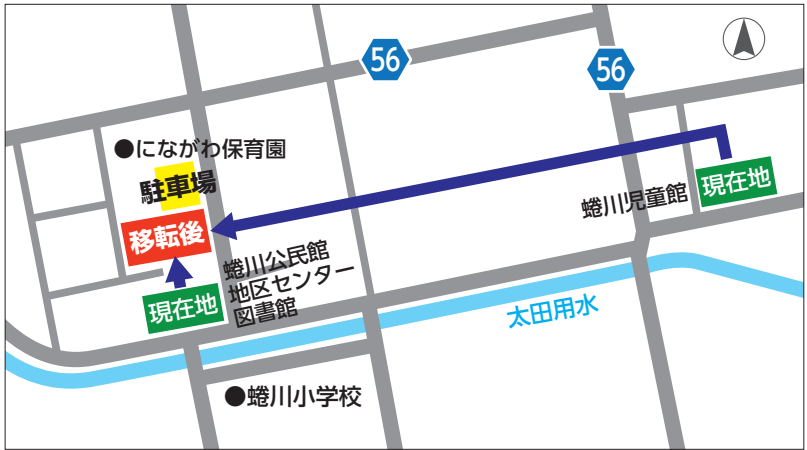 56
56
●にながわ保育園
駐車場
移転後
現在地
蜷川児童館
蜷川公民館
地区センター
図書館
現在地
太田用水
●蜷川小学校